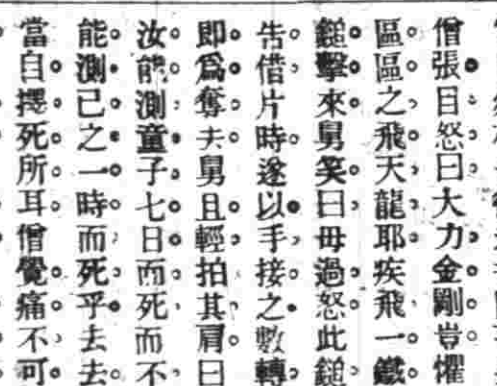 僧張目怒曰大力金剛豈懼
區區之飛天龍耶疾飛一鐵
鎚擊來舅笑曰毋過怒此鎚
告借片時遂以手接之數轉
卽爲奪去舅且輕拍其肩曰
汝能測童子七日而死而不
能測己之一時而死乎去去
當自擇死所耳僧覺痛不可